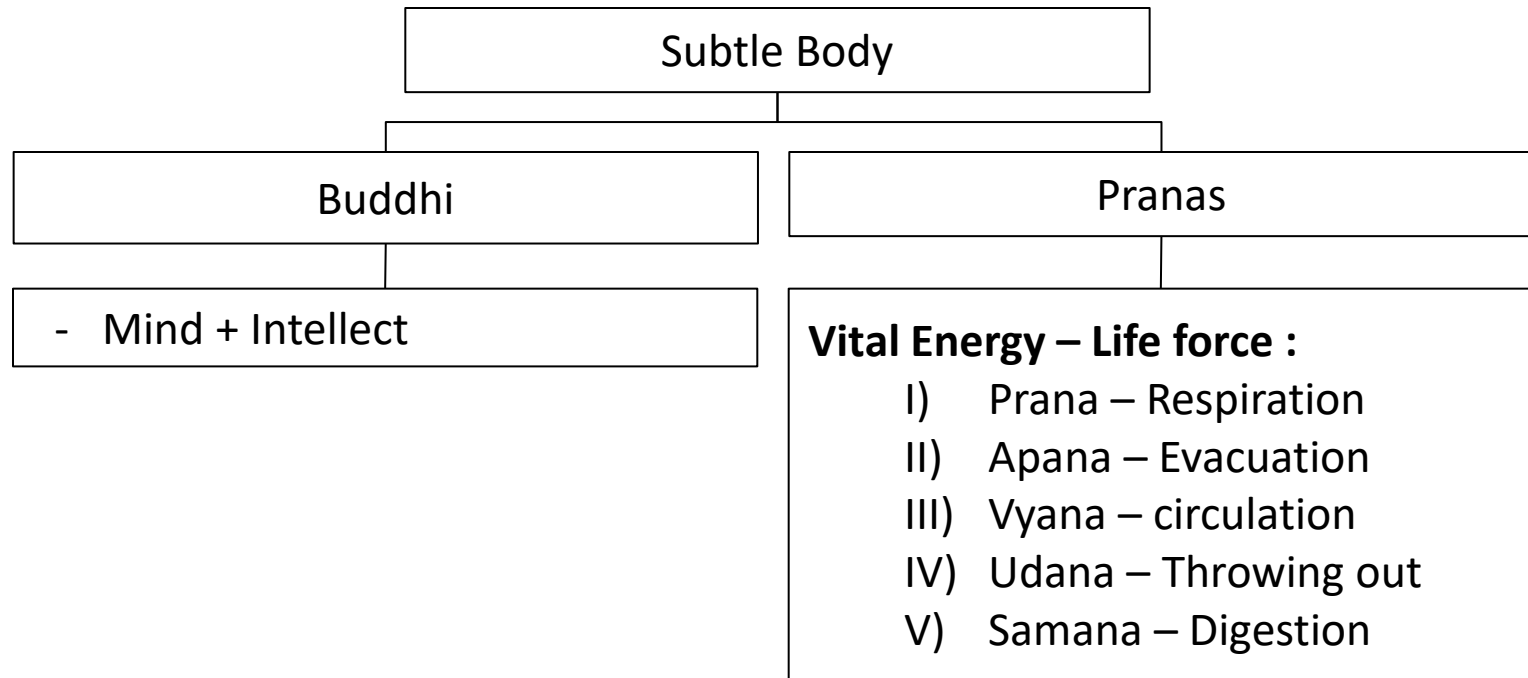 Subtle Body
Buddhi
Pranas
- Mind + Intellect
Vital Energy – Life force :
I) Prana – Respiration
II) Apana – Evacuation
III) Vyana – circulation
IV) Udana – Throwing out
V) Samana – Digestion